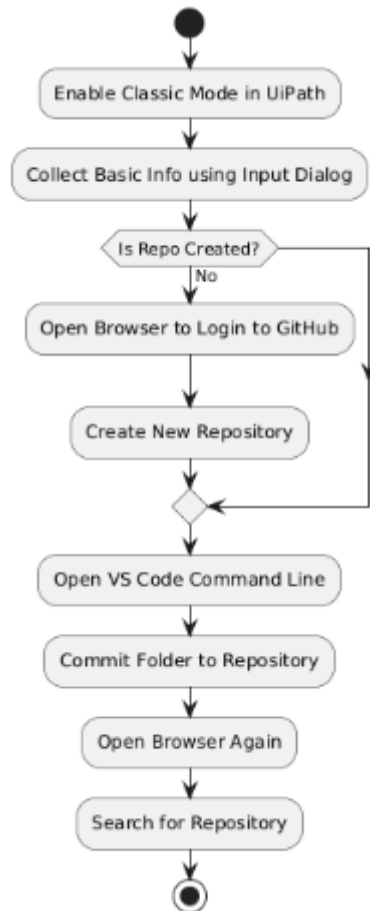 Enable Classic Mode in UiPath
Collect Basic Info using Input Dialog
Is Repo Created?
No
Open Browser to Login to GitHub
Create New Repository
Open VS Code Command Line
Commit Folder to Repository
Open Browser Again
Search for Repository